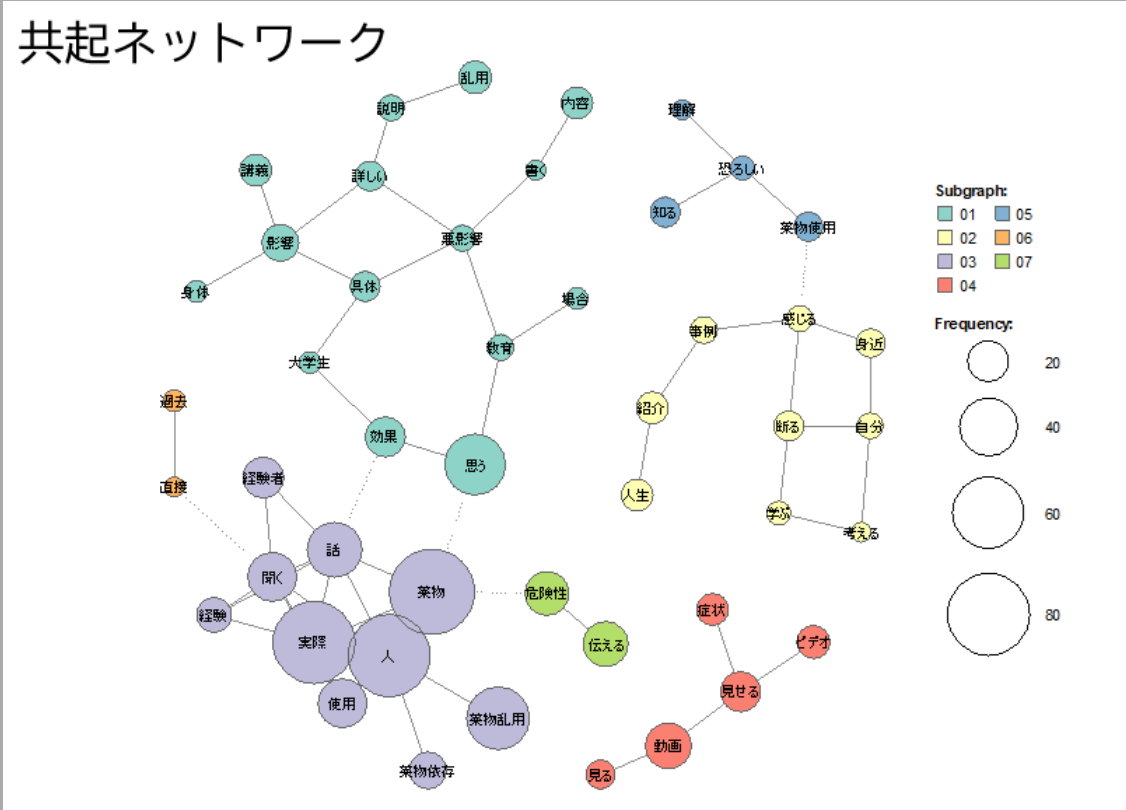 共起ネットワーク
乱用
説明
内容
理解
講義
詳しい
書く
恐ろしい
知る
影響
悪影響
薬物使用
身体
具体
場合
感じる
事例
身近
大学生
教育
過去
紹介
効果
断る
自分
思う
経験者
直接
人生
学ぶ
考える
話
聞く
薬物
危険性
経験
実際
人
伝える
症状
ビデオ
使用
薬物乱用
見せる
動画
薬物依存
見る
Subgraph:
01 05
02 06
03 07
04
Frequency:
20
40
60
80